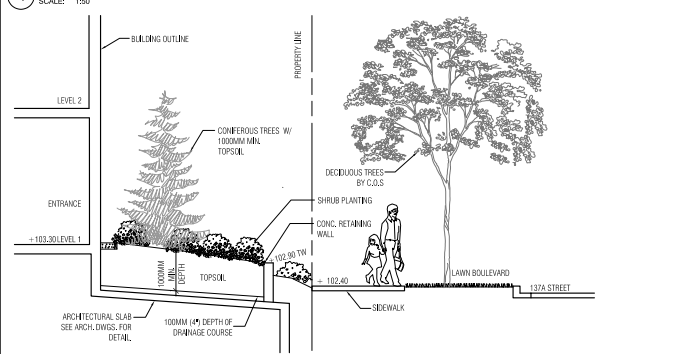 SCALE: 1:50
BUILDING OUTLINE
PROPERTY LINE
LEVEL 2
CONIFEROUS TREES W/
1000MM MIN.
TOPSOIL
DECIDUOUS TREES
BY C.O.S
ENTRANCE
SHRUB PLANTING
CONC. RETAINING
WALL
+103.30 LEVEL 1
+102.90 TW
1000MM
MIN.
DEPTH
TOPSOIL
+ 102.40
LAWN BOULEVARD
137A STREET
SIDEWALK
ARCHITECTURAL SLAB
SEE ARCH. DWGS. FOR
DETAIL.
100MM (4") DEPTH OF
DRAINAGE COURSE